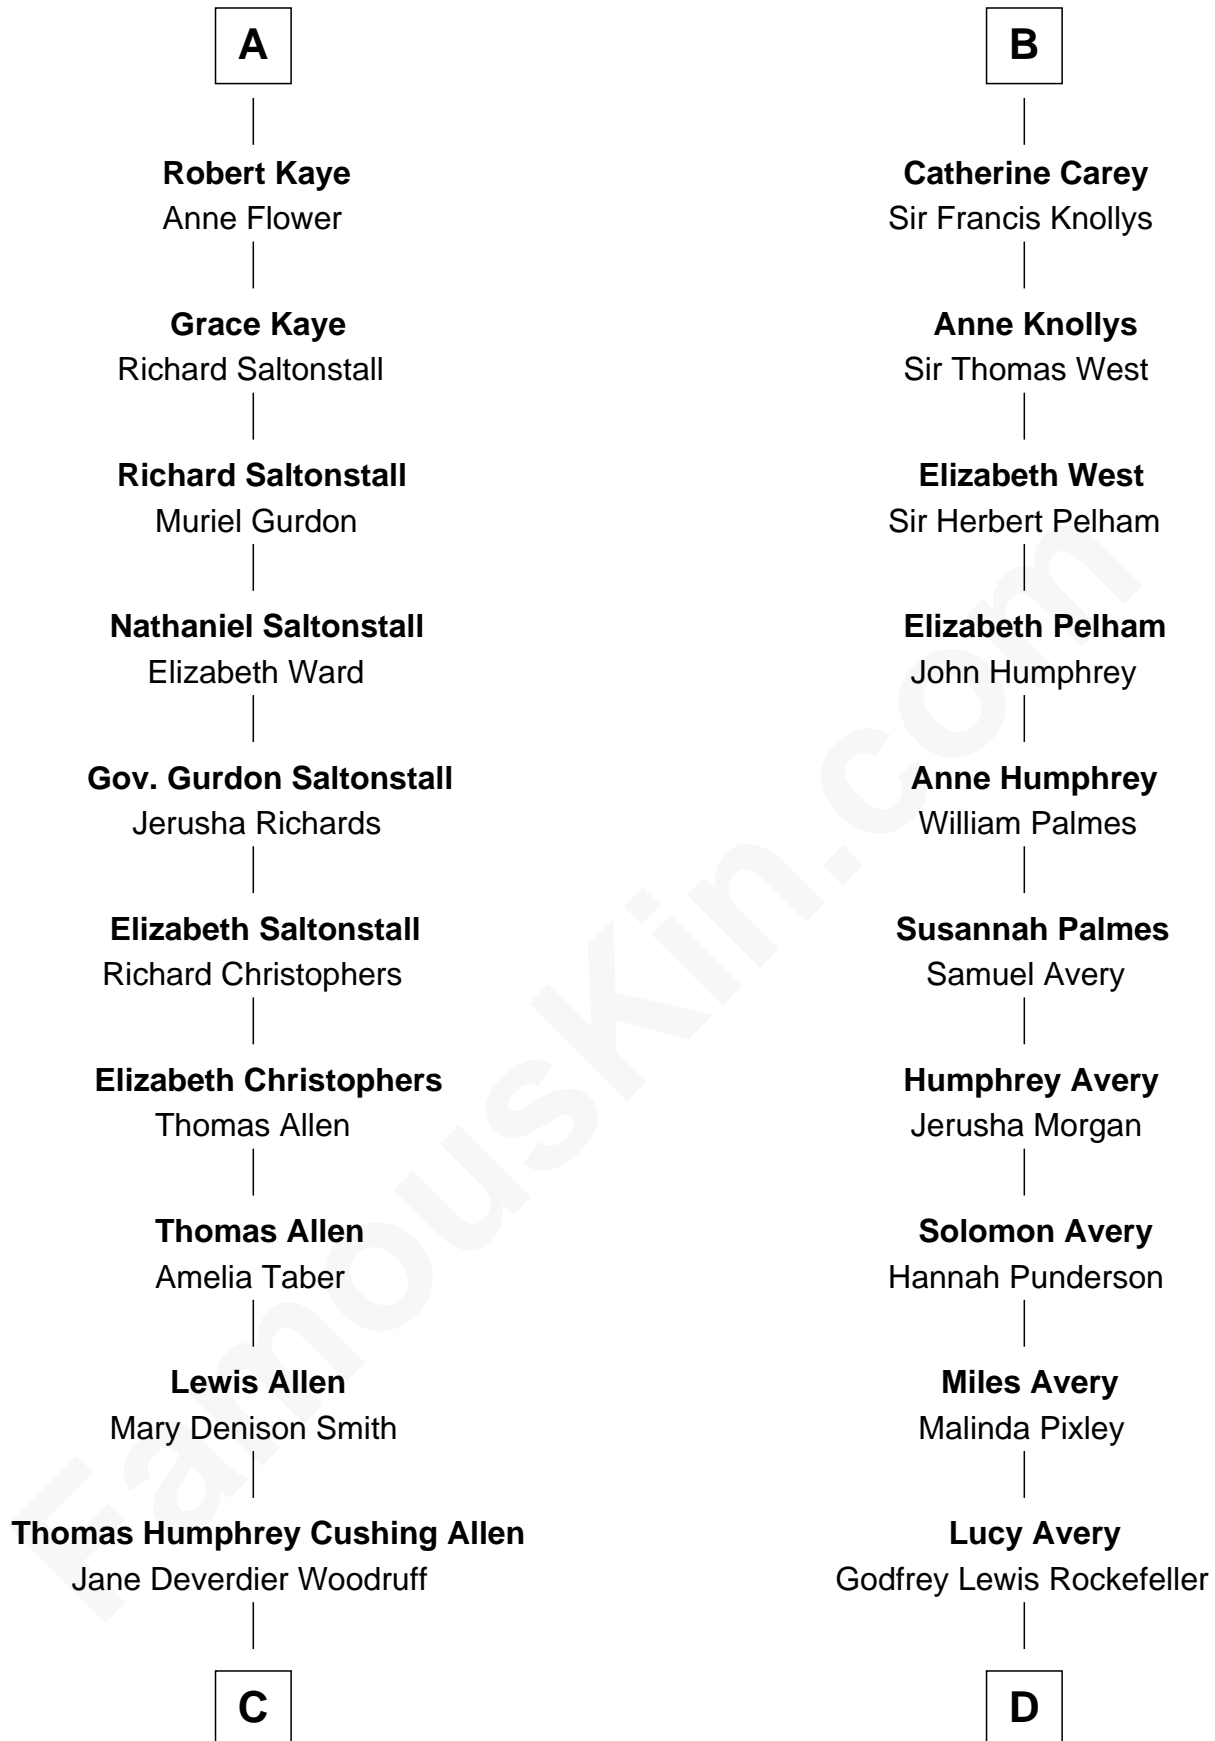 A
Robert Kaye
Anne Flower
Grace Kaye
Richard Saltonstall
Richard Saltonstall
Muriel Gurdon
Nathaniel Saltonstall
Elizabeth Ward
Gov. Gurdon Saltonstall
Jerusha Richards
Elizabeth Saltonstall
Richard Christophers
Elizabeth Christophers
Thomas Allen
Thomas Allen
Amelia Taber
Lewis Allen
Mary Denison Smith
Thomas Humphrey Cushing Allen
Jane Deverdier Woodruff
C
B
Catherine Carey
Sir Francis Knollys
Anne Knollys
Sir Thomas West
Elizabeth West
Sir Herbert Pelham
Elizabeth Pelham
John Humphrey
Anne Humphrey
William Palmes
Susannah Palmes
Samuel Avery
Humphrey Avery
Jerusha Morgan
Solomon Avery
Hannah Punderson
Miles Avery
Malinda Pixley
Lucy Avery
Godfrey Lewis Rockefeller
D
FamousKin.com